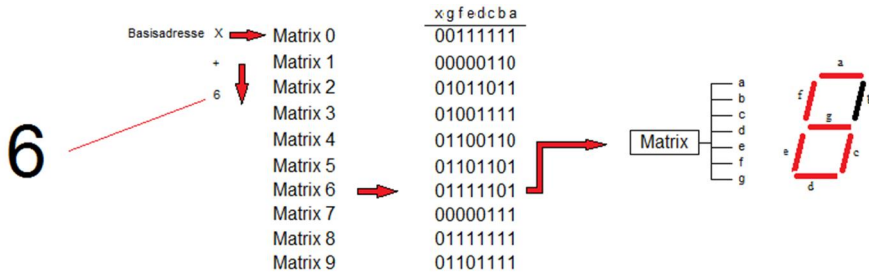 x g f e d c b a
Basisadresse X Matrix 0 00111111
+ Matrix 1 00000110
Matrix 2 01011011
6 Matrix 3 01001111
Matrix 4 01100110
Matrix 5 01101101
Matrix 6 01111101
Matrix 7 00000111
Matrix 8 01111111
Matrix 9 01101111
6
Matrix
a
b
c
d
e
f
g
a
f
g
e
c
d